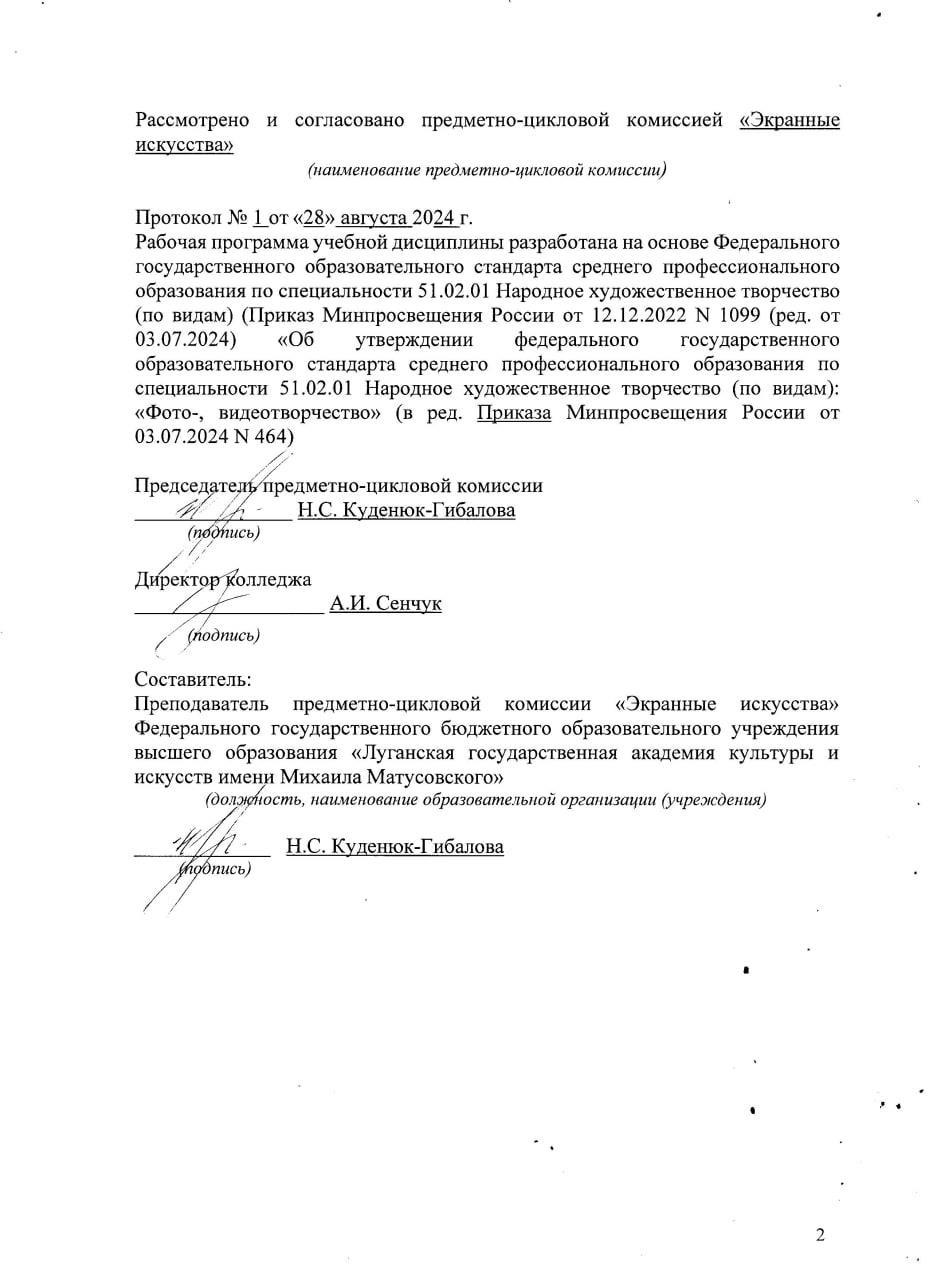 Рассмотрено и согласовано предметно-цикловой комиссией «Экранные
искусства»
(наименование предметно-цикловой комиссии)
Протокол № 1 от «28» августа 2024 г.
Рабочая программа учебной дисциплины разработана на основе Федерального
государственного образовательного стандарта среднего профессионального
образования по специальности 51.02.01 Народное художественное творчество
(по видам) (Приказ Минпросвещения России от 12.12.2022 N 1099 (ред. от
03.07.2024) «Об утверждении федерального государственного
образовательного стандарта среднего профессионального образования по
специальности 51.02.01 Народное художественное творчество (по видам):
«Фото-, видеотворчество» (в ред. Приказа Минпросвещения России от
03.07.2024 N 464)
Председатель предметно-цикловой комиссии
Н.С. Куденюк-Гибалова
(подпись)
Директор колледжа
А.И. Сенчук
(подпись)
Составитель:
Преподаватель предметно-цикловой комиссии «Экранные искусства»
Федерального государственного бюджетного образовательного учреждения
высшего образования «Луганская государственная академия культуры и
искусств имени Михаила Матусовского»
(должность, наименование образовательной организации (учреждения)
Н.С. Куденюк-Гибалова
(подпись)
2